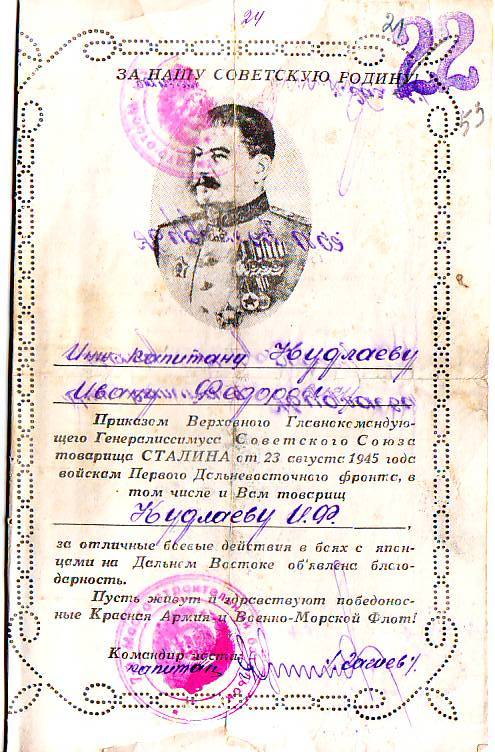 24
21
22
53
ЗА НАШУ СОВЕТСКУЮ РОДИНУ!
Инж. капитану Кудлаеву
Ивану Федоровичу
Приказом Верховного Главнокомандую-
щего Генералиссимуса Советского Союза
товарища СТАЛИНА от 23 августа 1945 года
войскам Первого Дальневосточного фронта, в
том числе и Вам товарищ
Кудлаеву И.Ф.,
за отличные боевые действия в боях с япон-
цами на Дальнем Востоке об'явлена благо-
дарность.
Пусть живут и здравствуют победонос-
ные Красная Армия и Военно-Морской Флот!
Командир части
капитан